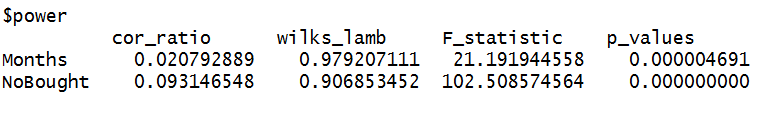 $power
cor_ratio wilks_lamb F_statistic p_values
Months 0.020792889 0.979207111 21.191944558 0.000004691
NoBought 0.093146548 0.906853452 102.508574564 0.000000000